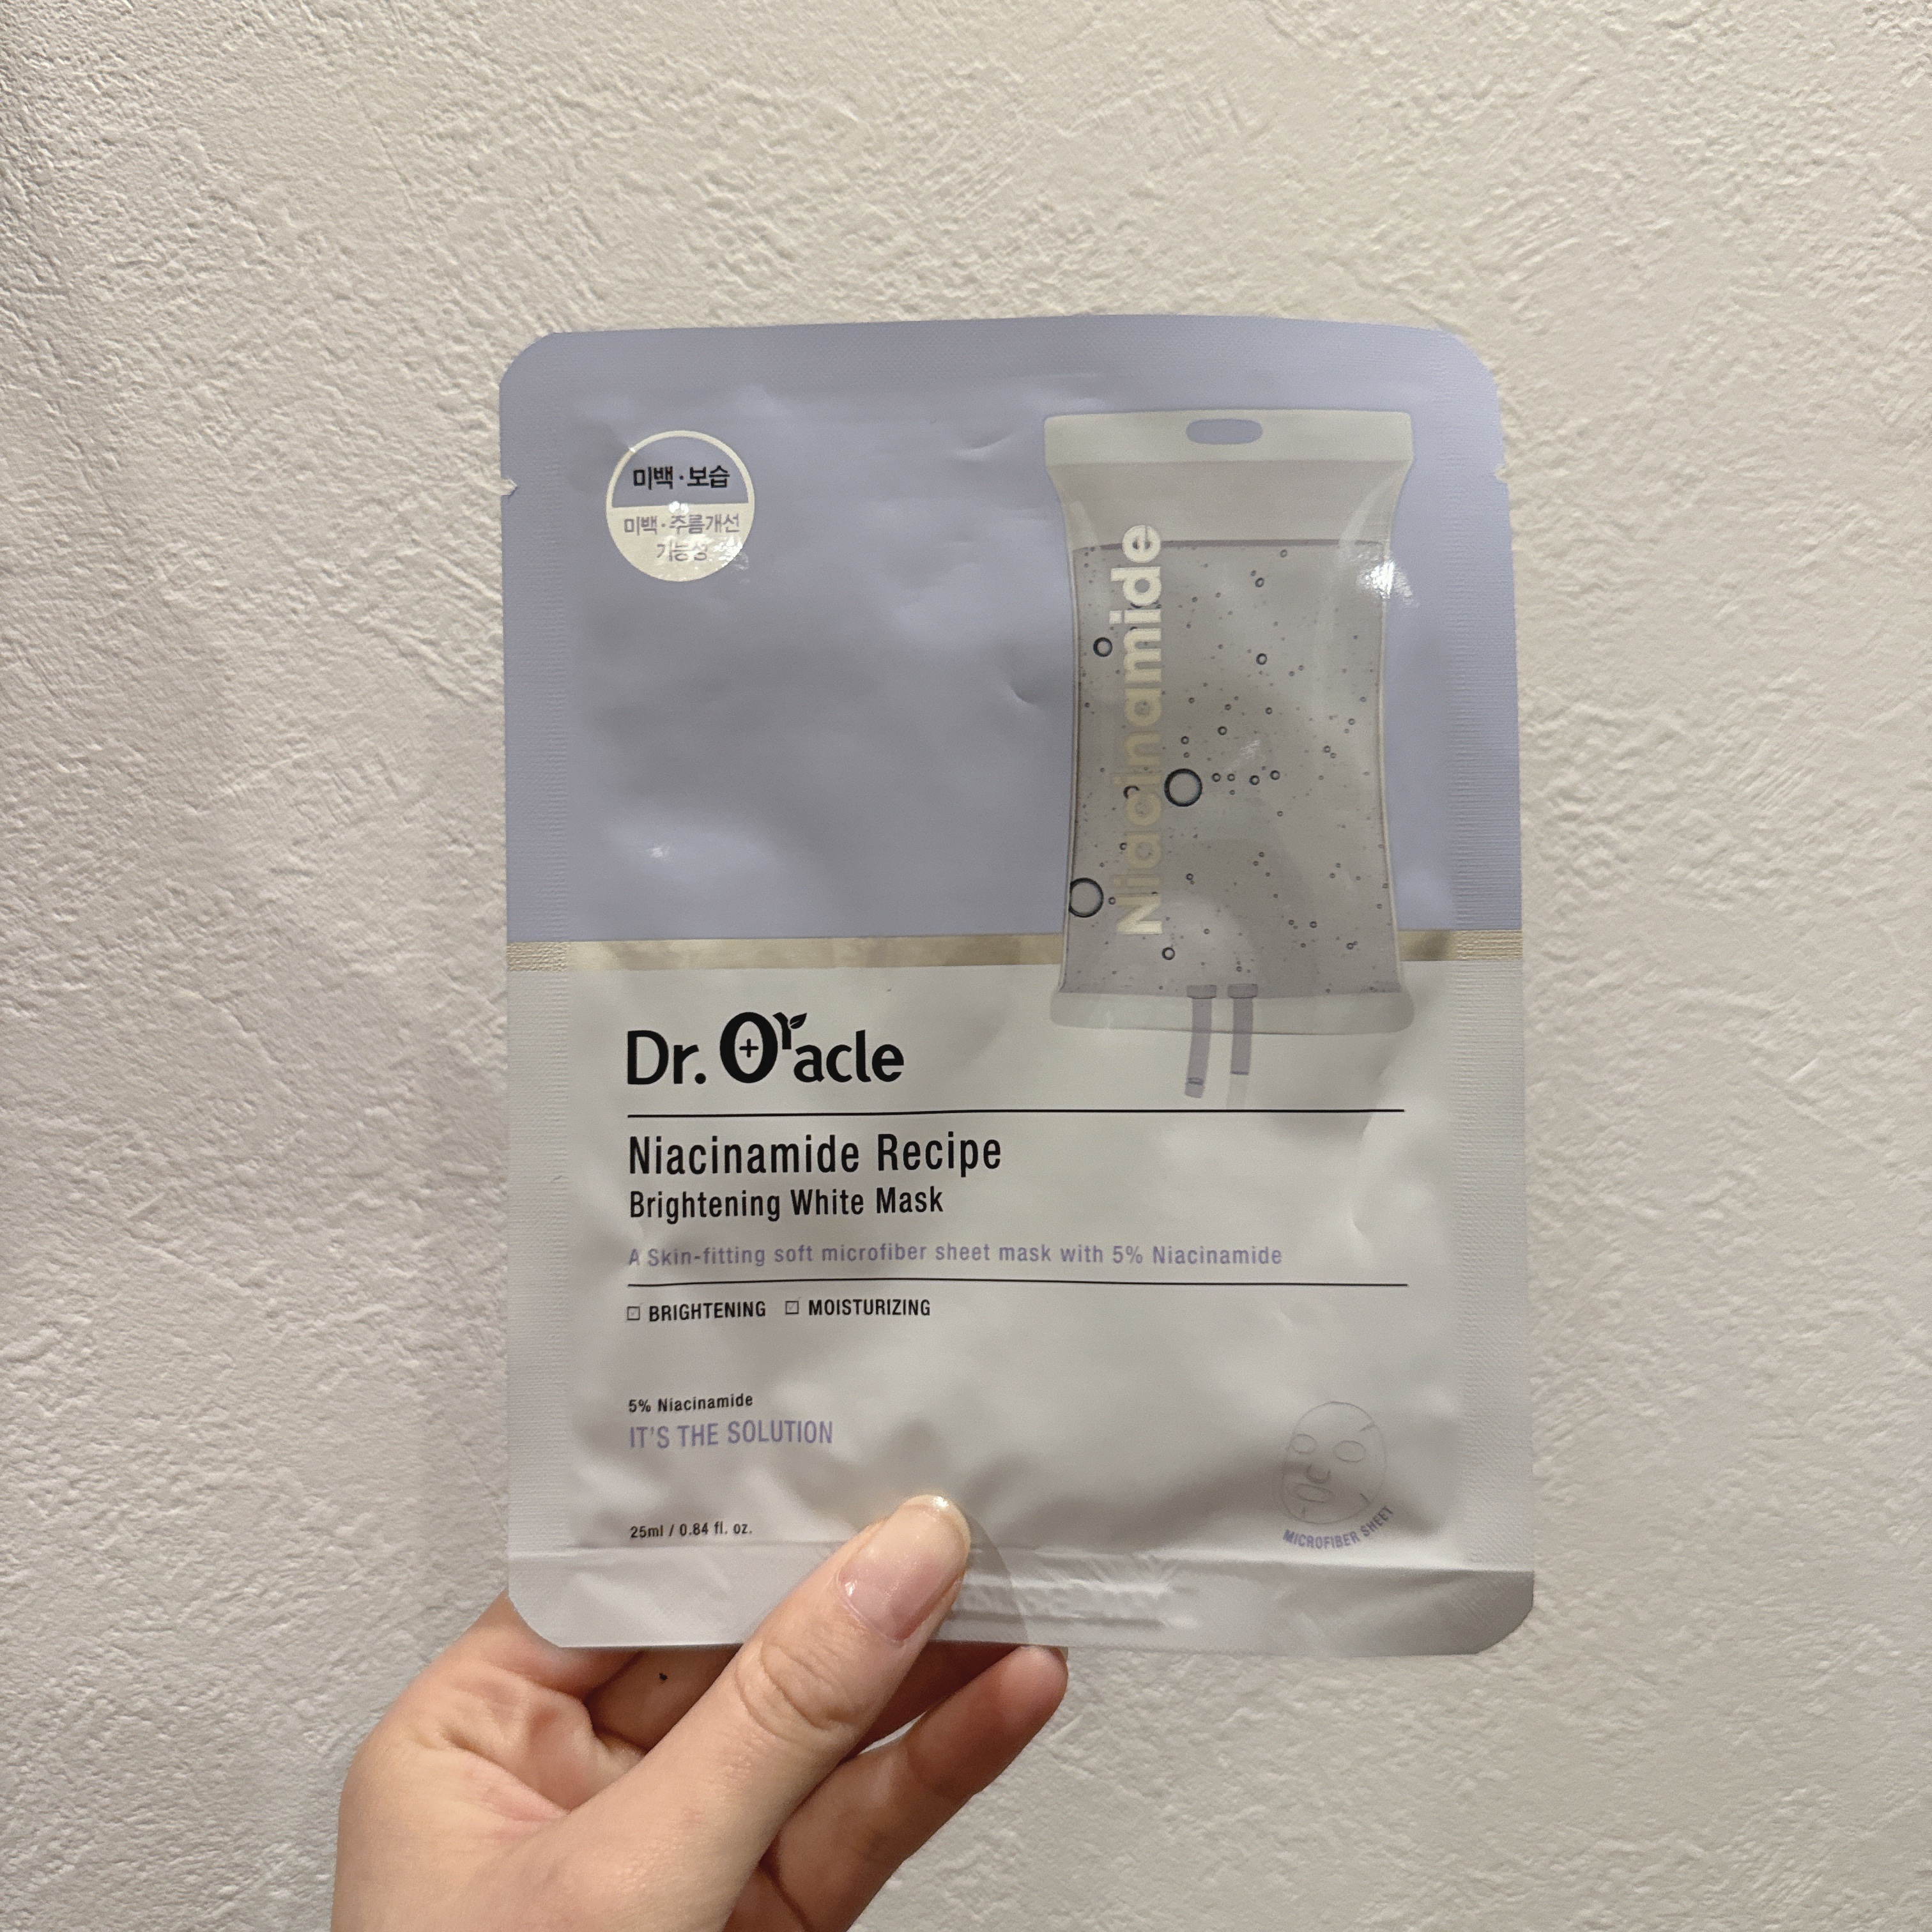 미백·보습
미백·주름개선
기능성
Niacinamide
Dr. Oracle
Niacinamide Recipe
Brightening White Mask
A Skin-fitting soft microfiber sheet mask with 5% Niacinamide
BRIGHTENING MOISTURIZING
5% Niacinamide
IT'S THE SOLUTION
25ml / 0.84 fl. oz.
MICROFIBER SHEET